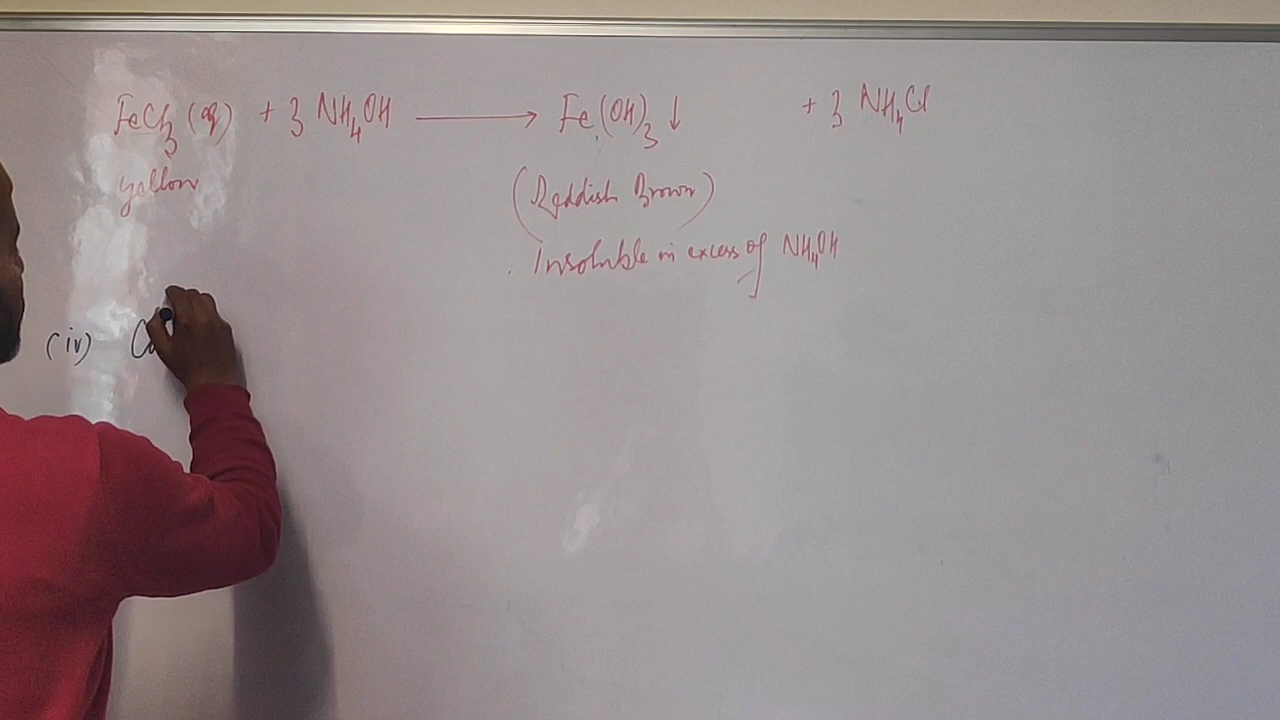 FeCl₃ (aq) + 3 NH₄OH ⟶ Fe(OH)₃ ↓ + 3 NH₄Cl
yellow
(Reddish Brown)
Insoluble in excess of NH₄OH
(iv)